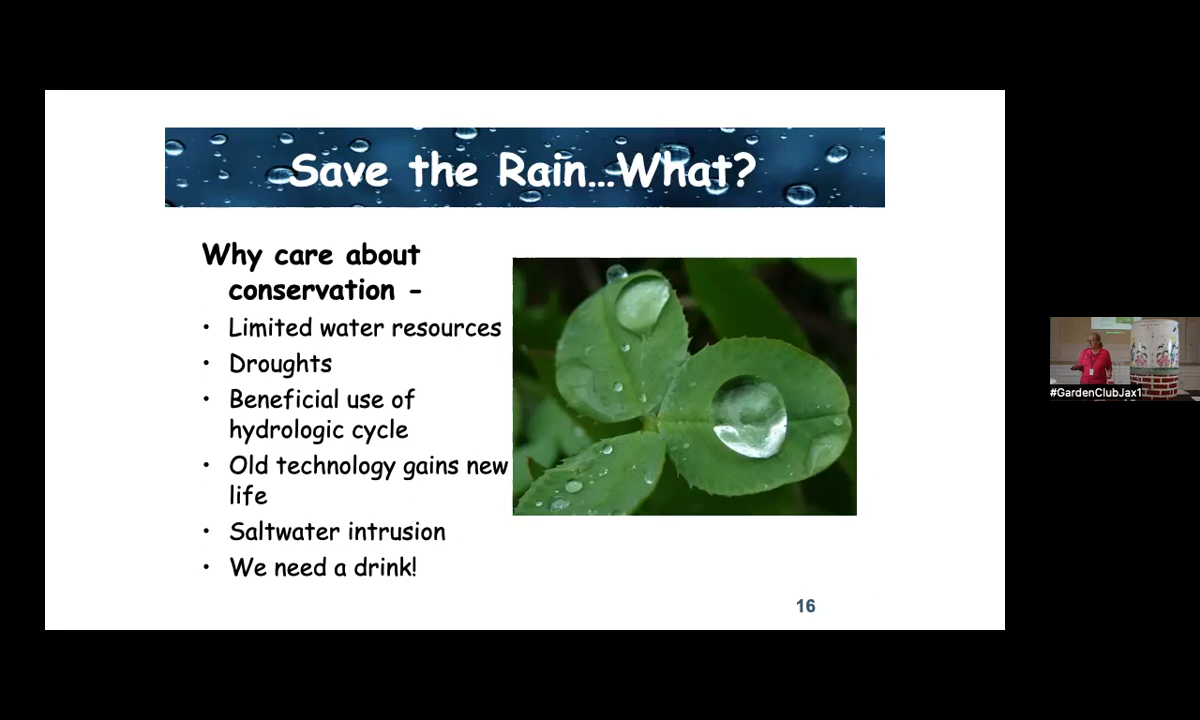 Save the Rain...What?
Why care about
conservation -
• Limited water resources
• Droughts
• Beneficial use of
hydrologic cycle
• Old technology gains new
life
• Saltwater intrusion
• We need a drink!
16
#GardenClubJax1